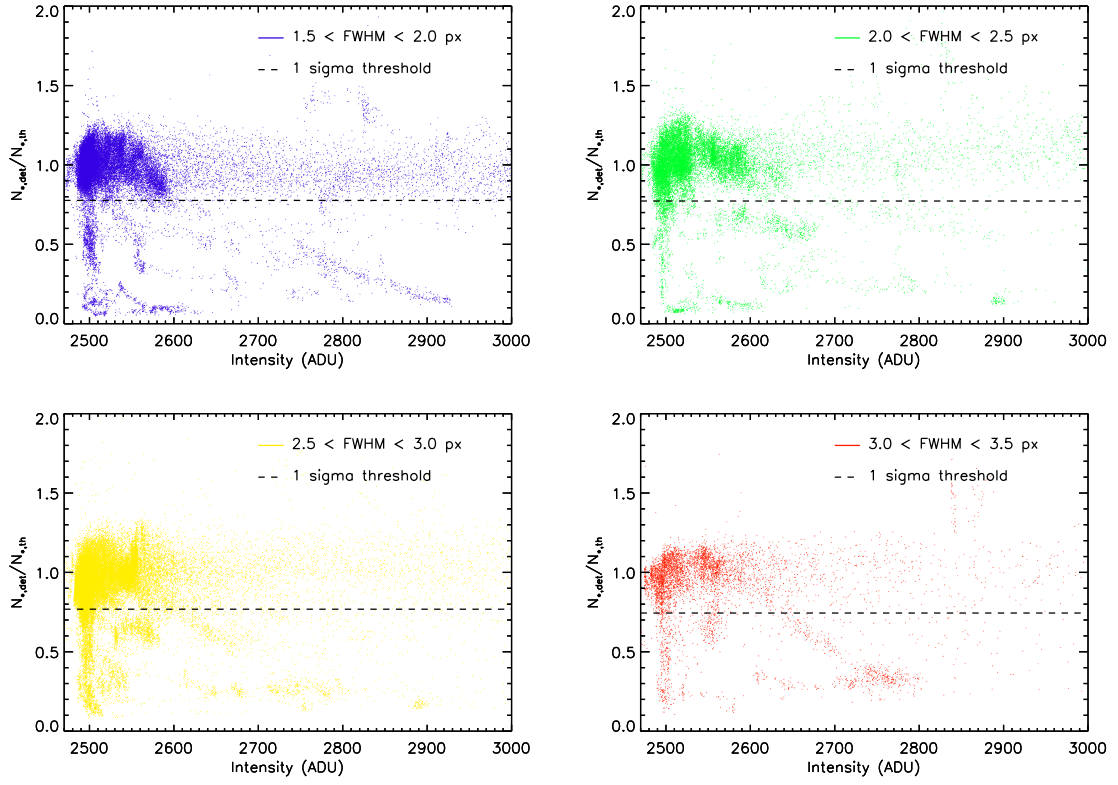 1.5 < FWHM < 2.0 px
1 sigma threshold
2.0
1.5
1.0
0.5
0.0
N*,det/N*,th
2500 2600 2700 2800 2900 3000
Intensity (ADU)
2.0 < FWHM < 2.5 px
1 sigma threshold
2.0
1.5
1.0
0.5
0.0
N*,det/N*,th
2500 2600 2700 2800 2900 3000
Intensity (ADU)
2.5 < FWHM < 3.0 px
1 sigma threshold
2.0
1.5
1.0
0.5
0.0
N*,det/N*,th
2500 2600 2700 2800 2900 3000
Intensity (ADU)
3.0 < FWHM < 3.5 px
1 sigma threshold
2.0
1.5
1.0
0.5
0.0
N*,det/N*,th
2500 2600 2700 2800 2900 3000
Intensity (ADU)